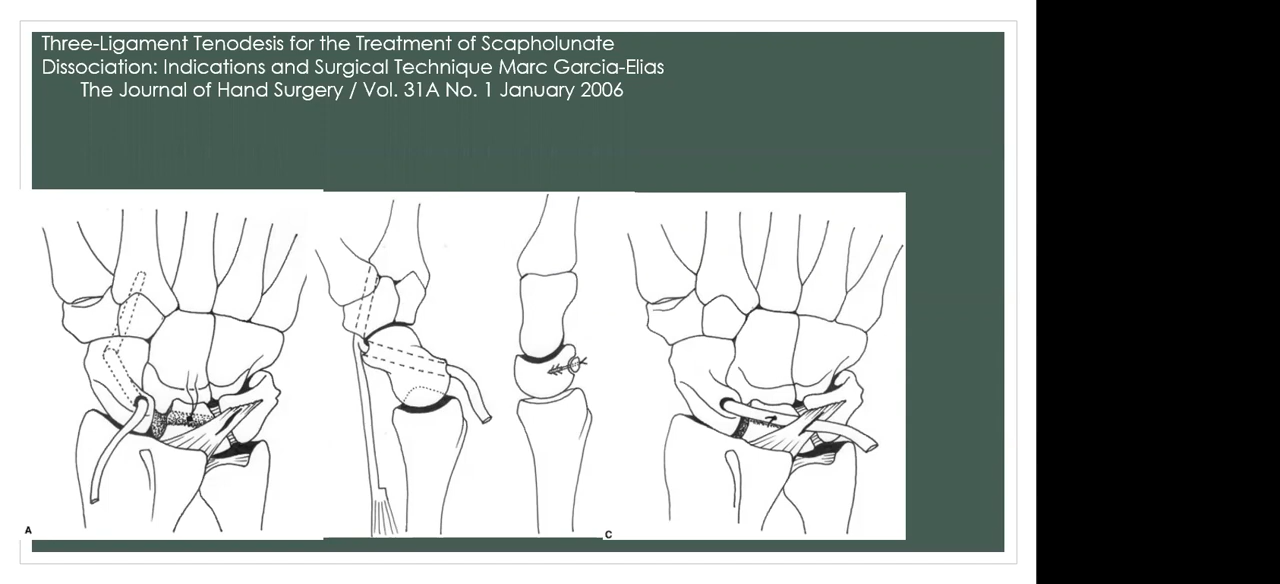 Three-Ligament Tenodesis for the Treatment of Scapholunate
Dissociation: Indications and Surgical Technique Marc Garcia-Elias
The Journal of Hand Surgery / Vol. 31A No. 1 January 2006
A
C